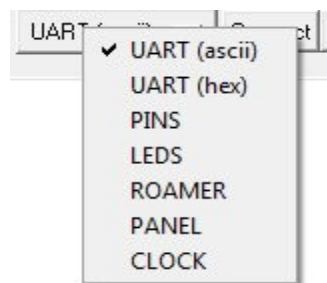 UART
UART (ascii)
UART (hex)
PINS
LEDS
ROAMER
PANEL
CLOCK